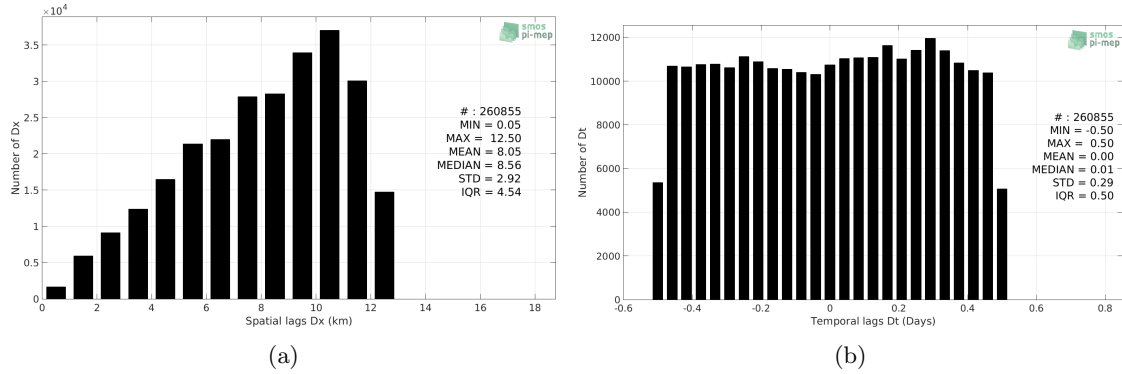 ×10⁴
3.5
3
2.5
2
1.5
1
0.5
0
Number of Dx
smos
pi-mep
# : 260855
MIN = 0.05
MAX = 12.50
MEAN = 8.05
MEDIAN = 8.56
STD = 2.92
IQR = 4.54
0 2 4 6 8 10 12 14 16 18
Spatial lags Dx (km)
(a)
12000
10000
8000
6000
4000
2000
0
Number of Dt
smos
pi-mep
# : 260855
MIN = -0.50
MAX = 0.50
MEAN = 0.00
MEDIAN = 0.01
STD = 0.29
IQR = 0.50
-0.6 -0.4 -0.2 0 0.2 0.4 0.6 0.8
Temporal lags Dt (Days)
(b)